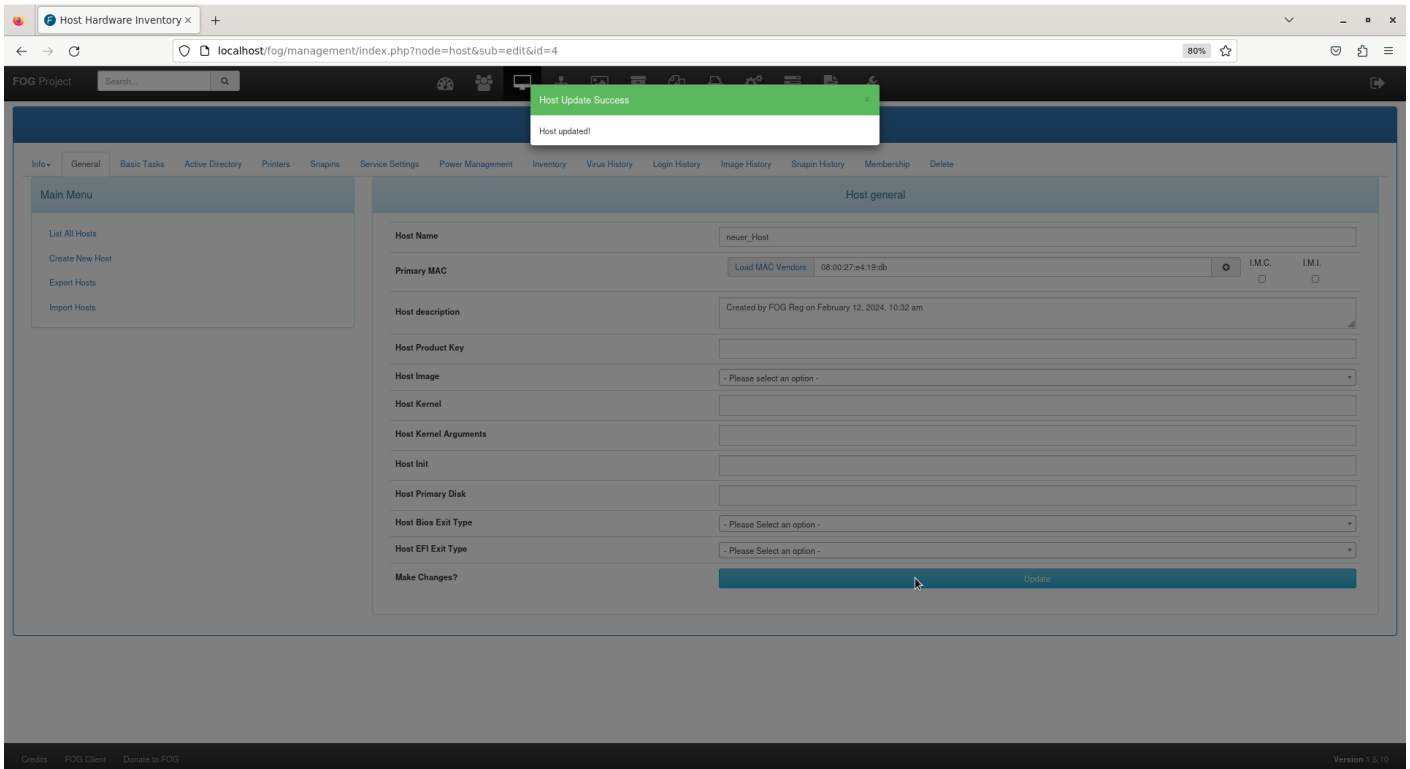 Host Hardware Inventory
localhost/fog/management/index.php?node=host&sub=edit&id=4 80%
FOG Project Search...
Host Update Success ×
Host updated!
Info General Basic Tasks Active Directory Printers Snapins Service Settings Power Management Inventory Virus History Login History Image History Snapin History Membership Delete
Main Menu
List All Hosts
Create New Host
Export Hosts
Import Hosts
Host general
Host Name neuer_Host
Primary MAC Load MAC Vendors 08:00:27:e4:19:db I.M.C. I.M.I.
Host description Created by FOG Reg on February 12, 2024, 10:32 am
Host Product Key
Host Image - Please select an option -
Host Kernel
Host Kernel Arguments
Host Init
Host Primary Disk
Host Bios Exit Type - Please Select an option -
Host EFI Exit Type - Please Select an option -
Make Changes? Update
Credits FOG Client Donate to FOG Version 1.5.10